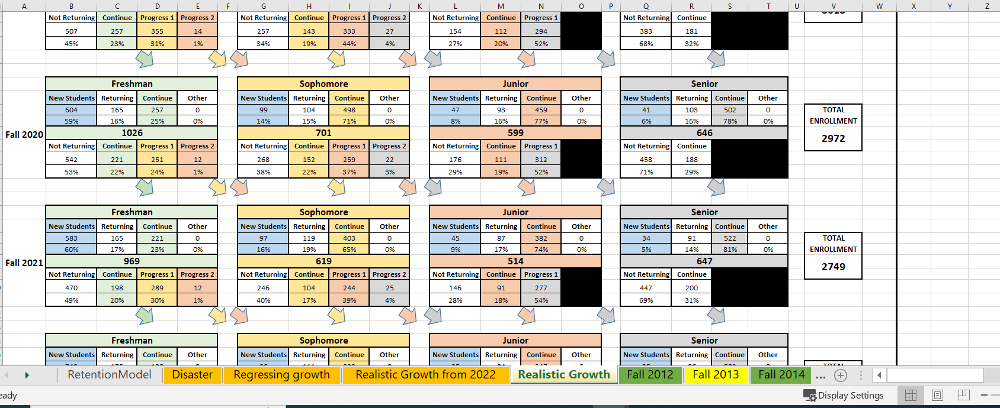 A B C D E F G H I J K L M N O P Q R S T U V W X Y Z
Not Returning Continue Progress 1 Progress 2 Not Returning Continue Progress 1 Progress 2 Not Returning Continue Progress 1 Not Returning Continue
507 257 355 14 257 143 333 27 154 112 294 383 181
45% 23% 31% 1% 34% 19% 44% 4% 27% 20% 52% 68% 32%
Freshman Sophomore Junior Senior
New Students Returning Continue Other New Students Returning Continue Other New Students Returning Continue Other New Students Returning Continue Other
604 165 257 0 99 104 498 0 47 93 459 0 41 103 502 0 TOTAL
59% 16% 25% 0% 14% 15% 71% 0% 8% 16% 77% 0% 6% 16% 78% 0% ENROLLMENT
Fall 2020 1026 701 599 646 2972
Not Returning Continue Progress 1 Progress 2 Not Returning Continue Progress 1 Progress 2 Not Returning Continue Progress 1 Not Returning Continue
542 221 251 12 268 152 259 22 176 111 312 458 188
53% 22% 24% 1% 38% 22% 37% 3% 29% 19% 52% 71% 29%
Freshman Sophomore Junior Senior
New Students Returning Continue Other New Students Returning Continue Other New Students Returning Continue Other New Students Returning Continue Other
583 165 221 0 97 119 403 0 45 87 382 0 34 91 522 0 TOTAL
60% 17% 23% 0% 16% 19% 65% 0% 9% 17% 74% 0% 5% 14% 81% 0% ENROLLMENT
Fall 2021 969 619 514 647 2749
Not Returning Continue Progress 1 Progress 2 Not Returning Continue Progress 1 Progress 2 Not Returning Continue Progress 1 Not Returning Continue
470 198 289 12 246 104 244 25 146 91 277 447 200
49% 20% 30% 1% 40% 17% 39% 4% 28% 18% 54% 69% 31%
Freshman Sophomore Junior Senior
New Students Returning Continue Other New Students Returning Continue Other New Students Returning Continue Other New Students Returning Continue Other
RetentionModel Disaster Regressing growth Realistic Growth from 2022 Realistic Growth Fall 2012 Fall 2013 Fall 2014 ...
eady Display Settings